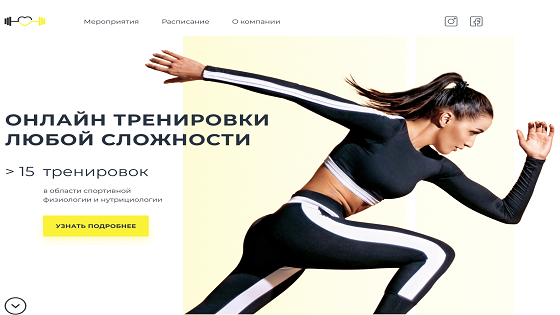 Мероприятия Расписание О компании
ОНЛАЙН ТРЕНИРОВКИ
ЛЮБОЙ СЛОЖНОСТИ
> 15 тренировок
в области спортивной
физиологии и нутрициологии
УЗНАТЬ ПОДРОБНЕЕ